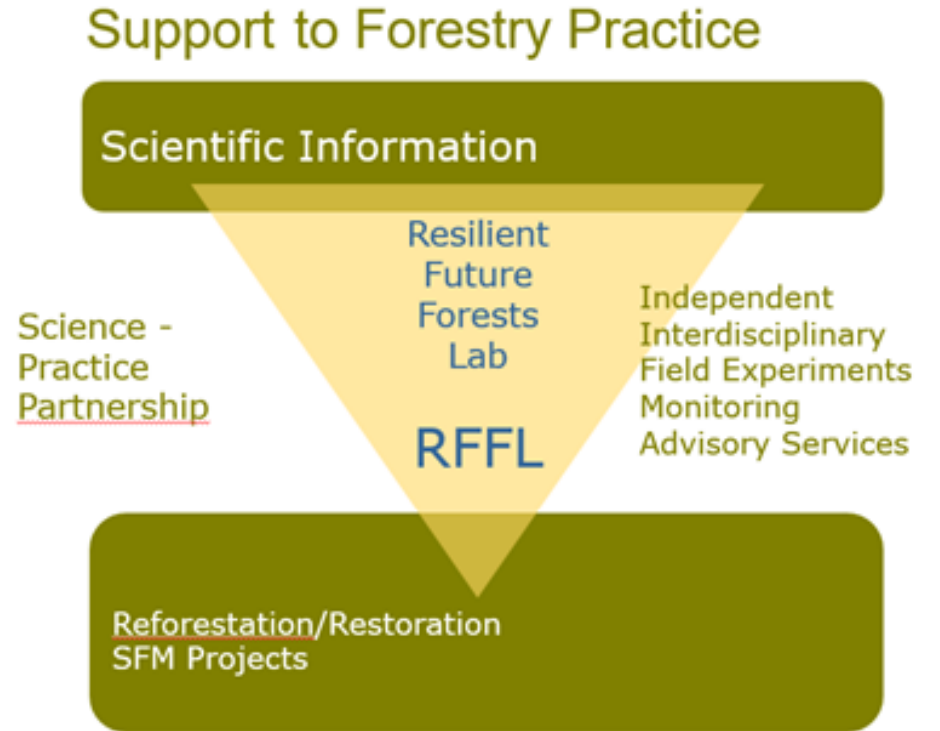 Support to Forestry Practice
Scientific Information
Resilient
Future
Forests
Lab
RFFL
Science -
Practice
Partnership
Independent
Interdisciplinary
Field Experiments
Monitoring
Advisory Services
Reforestation/Restoration
SFM Projects